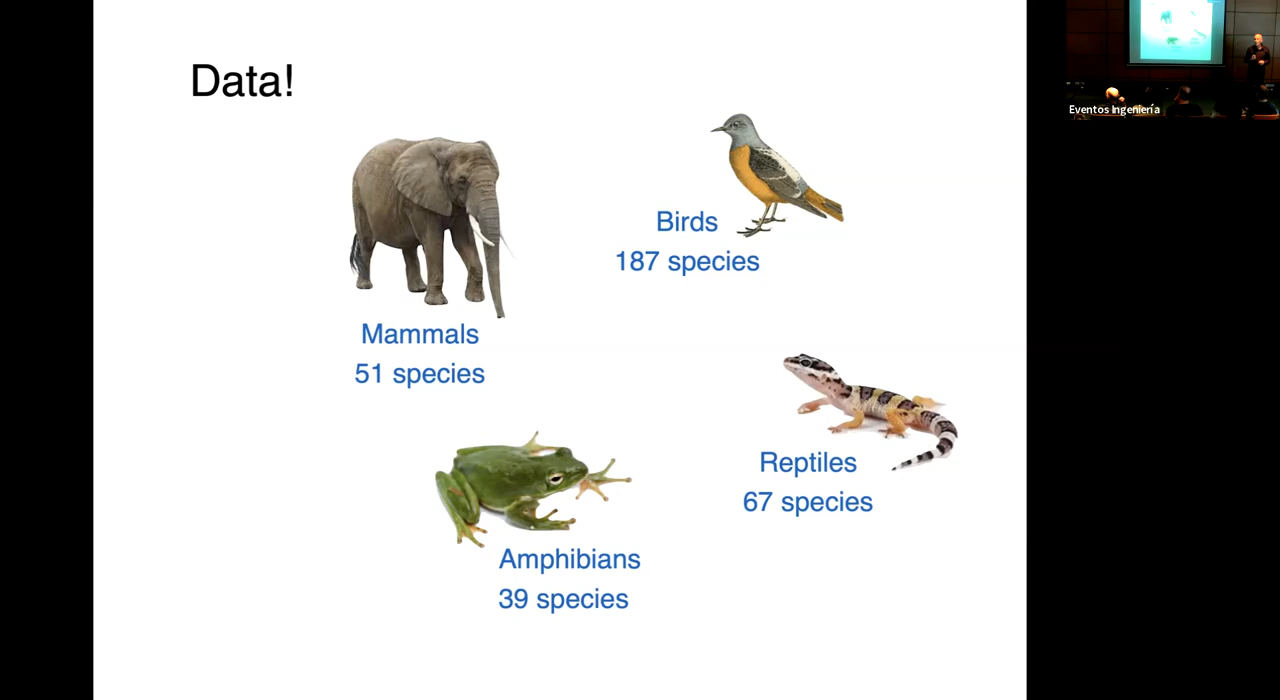 Data!
Birds
187 species
Mammals
51 species
Reptiles
67 species
Amphibians
39 species
Eventos Ingeniería